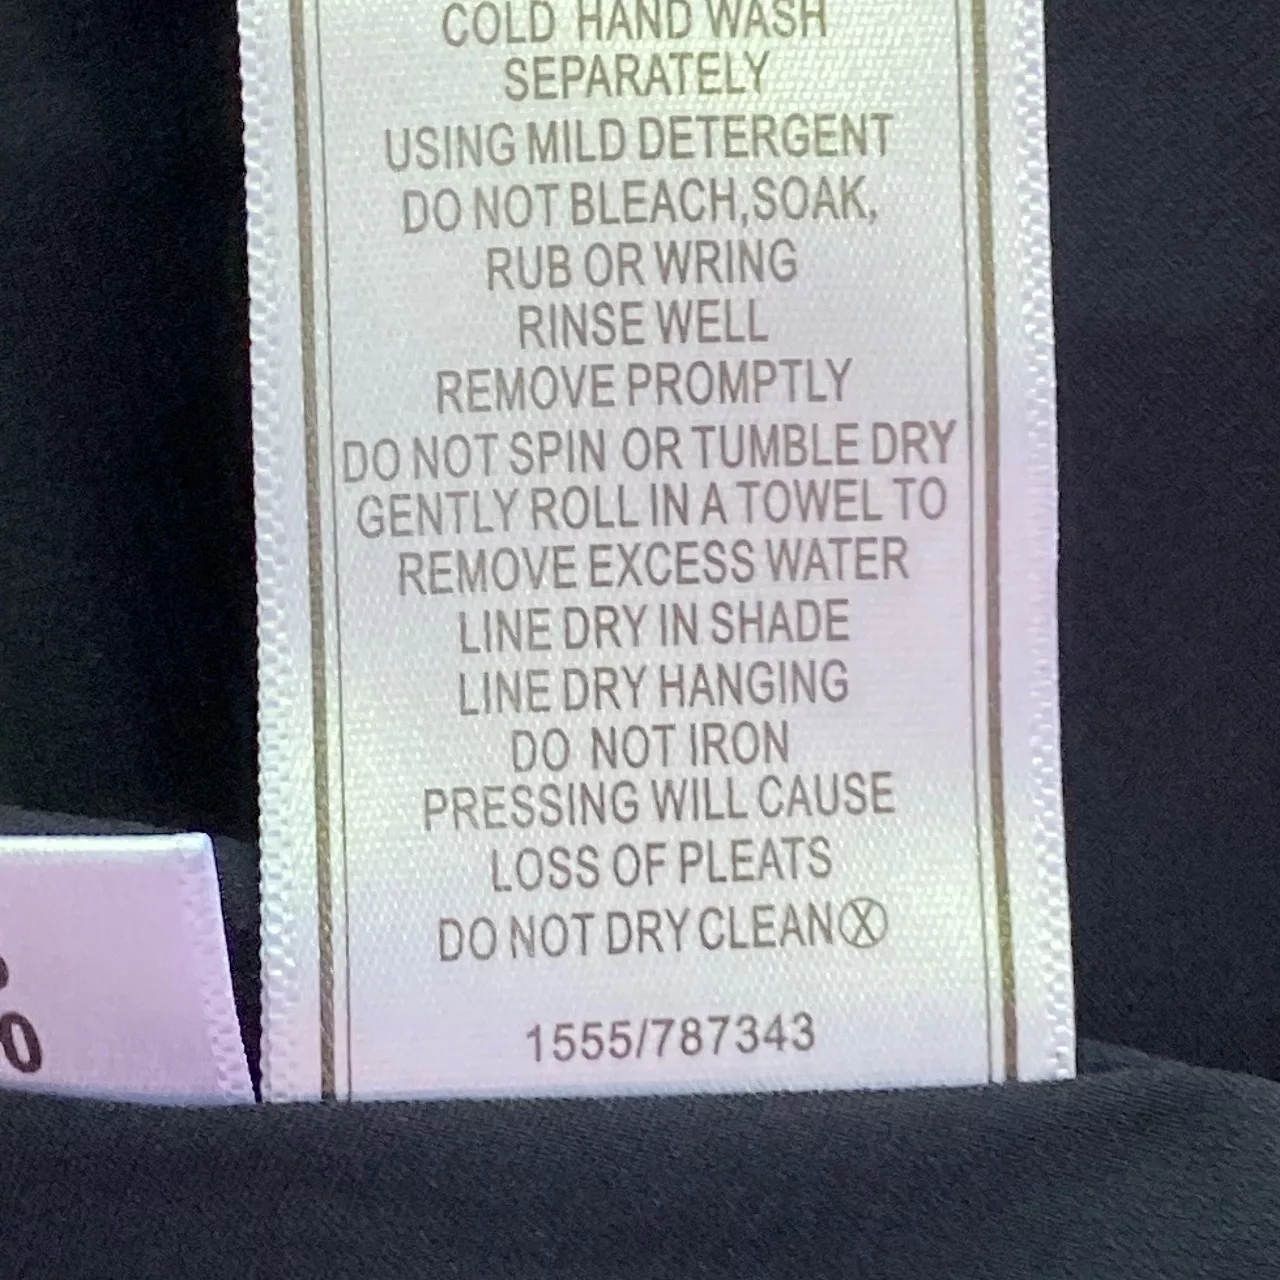 COLD HAND WASH
SEPARATELY
USING MILD DETERGENT
DO NOT BLEACH,SOAK,
RUB OR WRING
RINSE WELL
REMOVE PROMPTLY
DO NOT SPIN OR TUMBLE DRY
GENTLY ROLL IN A TOWEL TO
REMOVE EXCESS WATER
LINE DRY IN SHADE
LINE DRY HANGING
DO NOT IRON
PRESSING WILL CAUSE
LOSS OF PLEATS
DO NOT DRY CLEANⓍ
1555/787343
0